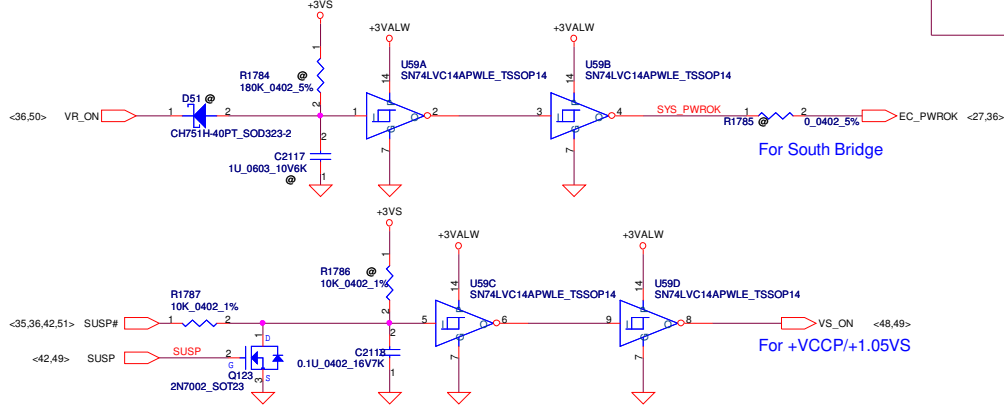 +3VS
+3VALW
+3VALW
1
14
U59A
SN74LVC14APWLE_TSSOP14
14
U59B
SN74LVC14APWLE_TSSOP14
R1784 @
180K_0402_5%
2
D51 @
<36,50> VR_ON 1 2 1 2 3 4 SYS_PWROK 1 2 EC_PWROK <27,36>
CH751H-40PT_SOD323-2
R1785 @ 0_0402_5%
2
C2117
1U_0603_10V6K
@ 1
7
7
For South Bridge
+3VS
+3VALW
+3VALW
1
R1786 @
10K_0402_1%
2
14
U59C
SN74LVC14APWLE_TSSOP14
14
U59D
SN74LVC14APWLE_TSSOP14
R1787
10K_0402_1%
<35,36,42,51> SUSP# 1 2 5 6 9 8 VS_ON <48,49>
1 D
2
C2118
0.1U_0402_16V7K
1
7
7
For +VCCP/+1.05VS
<42,49> SUSP SUSP 2
G
Q123 3 S
2N7002_SOT23